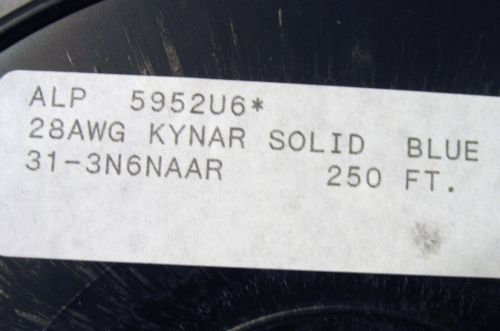 ALP 5952U6*
28AWG KYNAR SOLID BLUE
31-3N6NAAR 250 FT.